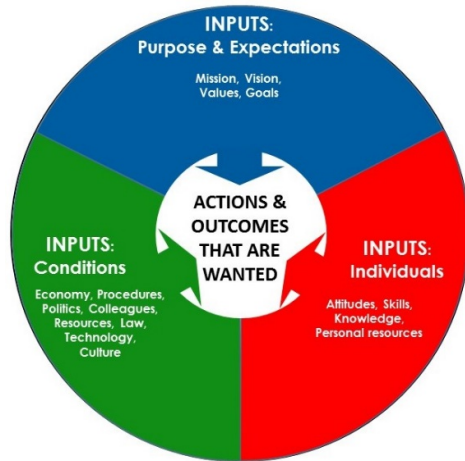 INPUTS:
Purpose & Expectations
Mission, Vision,
Values, Goals
ACTIONS &
OUTCOMES
THAT ARE
WANTED
INPUTS:
Conditions
Economy, Procedures,
Politics, Colleagues,
Resources, Law,
Technology,
Culture
INPUTS:
Individuals
Attitudes, Skills,
Knowledge,
Personal resources